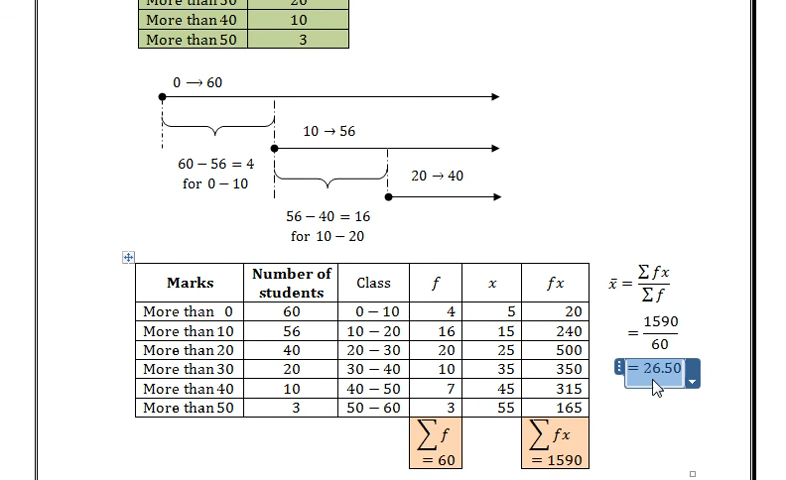 More than 30 20
More than 40 10
More than 50 3
0 → 60
10 → 56
60 − 56 = 4
for 0 − 10
20 → 40
56 − 40 = 16
for 10 − 20
Marks Number of students Class f x fx
More than 0 60 0 − 10 4 5 20
More than 10 56 10 − 20 16 15 240
More than 20 40 20 − 30 20 25 500
More than 30 20 30 − 40 10 35 350
More than 40 10 40 − 50 7 45 315
More than 50 3 50 − 60 3 55 165
∑ f = 60 ∑ fx = 1590
x̄ = ∑ fx / ∑ f
= 1590 / 60
= 26.50